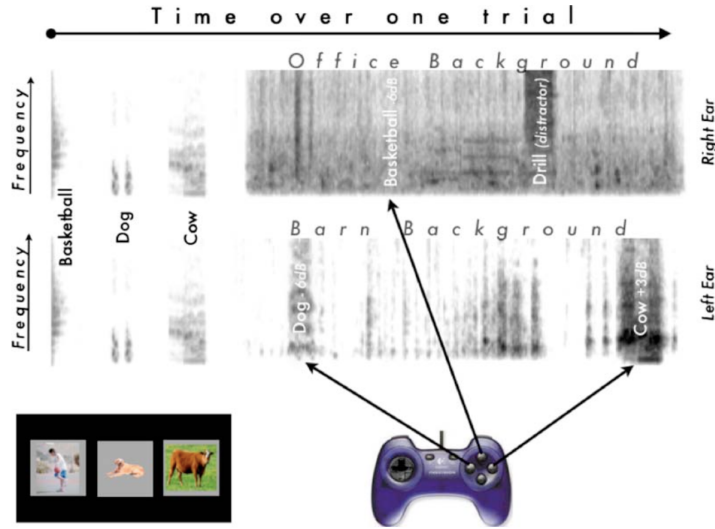 Time over one trial
Office Background
Frequency
Basketball -6dB
Drill (distractor)
Right Ear
Basketball
Dog
Cow
Barn Background
Frequency
Dog - 6dB
Cow +3dB
Left Ear